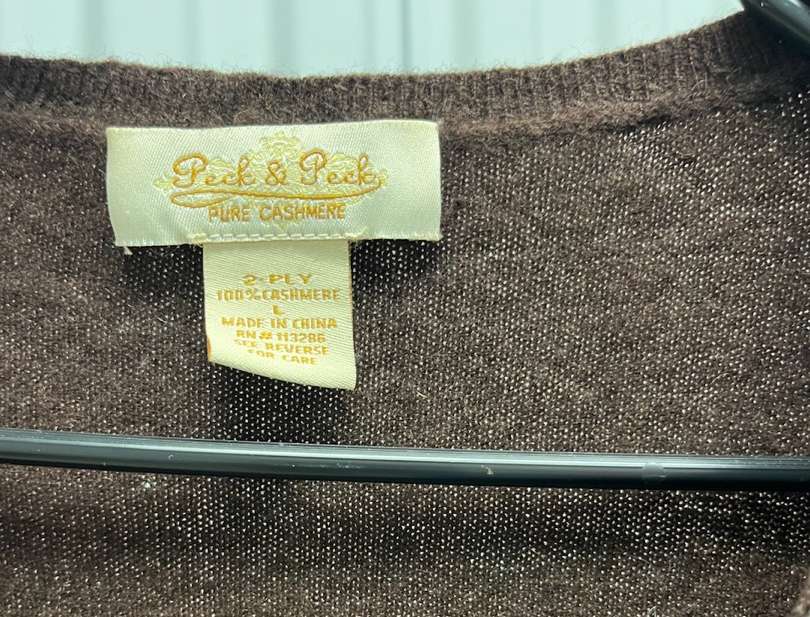 Peck & Peck
PURE CASHMERE
2-PLY
100% CASHMERE
L
MADE IN CHINA
RN# 113286
SEE REVERSE
FOR CARE